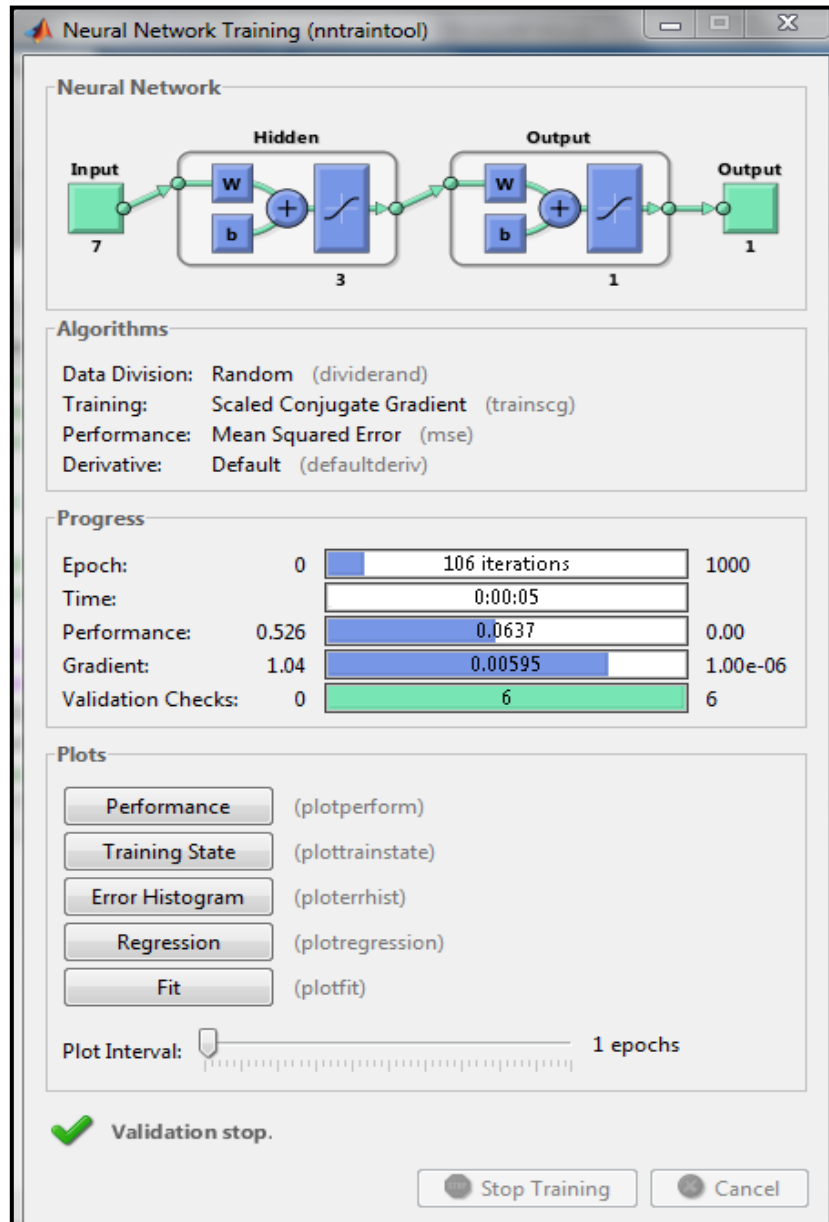 Neural Network Training (nntraintool)
Neural Network
Hidden
Output
Input
W
b
+
W
b
+
Output
7
3
1
1
Algorithms
Data Division: Random (dividerand)
Training: Scaled Conjugate Gradient (trainscg)
Performance: Mean Squared Error (mse)
Derivative: Default (defaultderiv)
Progress
Epoch: 0 106 iterations 1000
Time: 0:00:05
Performance: 0.526 0.0637 0.00
Gradient: 1.04 0.00595 1.00e-06
Validation Checks: 0 6 6
Plots
Performance (plotperform)
Training State (plottrainstate)
Error Histogram (ploterrhist)
Regression (plotregression)
Fit (plotfit)
Plot Interval: 1 epochs
Validation stop.
Stop Training Cancel